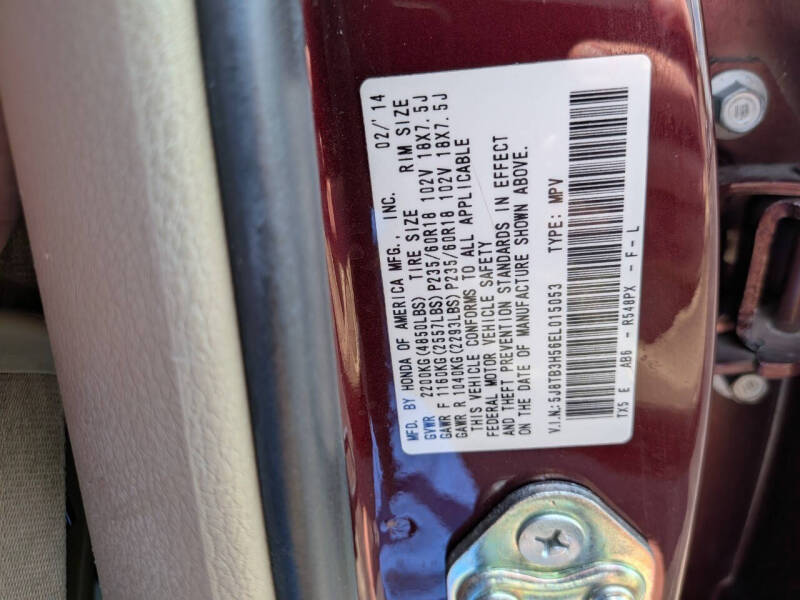 MFD. BY HONDA OF AMERICA MFG., INC. 02/'14
GVWR 2200KG(4850LBS) TIRE SIZE RIM SIZE
GAWR F 1160KG(2557LBS) P235/60R18 102V 18X7.5J
GAWR R 1040KG(2293LBS) P235/60R18 102V 18X7.5J
THIS VEHICLE CONFORMS TO ALL APPLICABLE
FEDERAL MOTOR VEHICLE SAFETY
AND THEFT PREVENTION STANDARDS IN EFFECT
ON THE DATE OF MANUFACTURE SHOWN ABOVE.
V.I.N.:5J8TB3H56EL015053 TYPE: MPV
TX5 E AB6 - R548PX - F - L